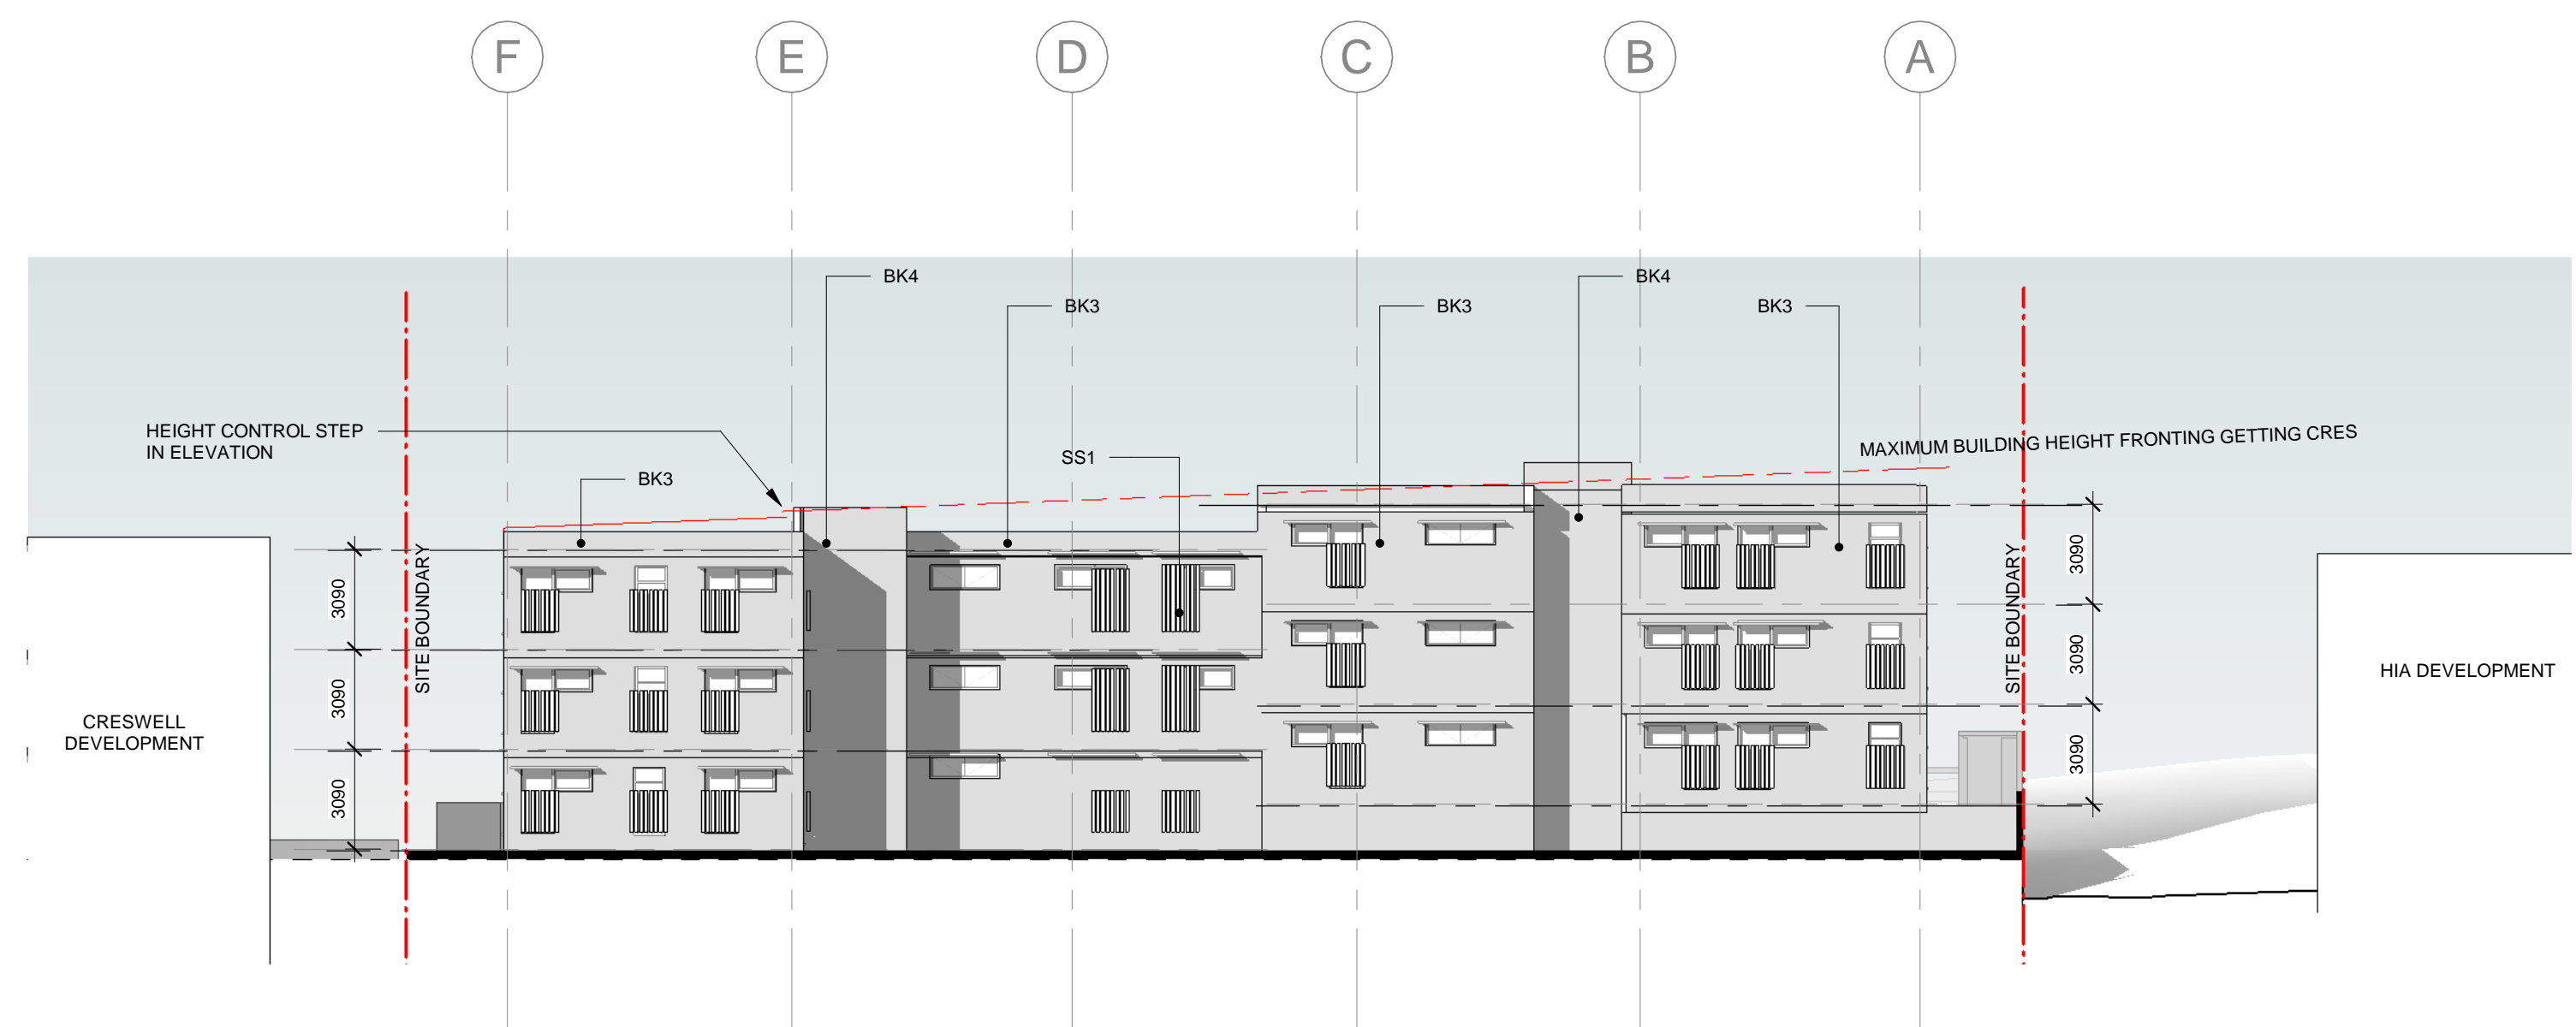 F E D C B A
BK4
BK4
BK3
BK3
BK3
HEIGHT CONTROL STEP
IN ELEVATION
MAXIMUM BUILDING HEIGHT FRONTING GETTING CRES
SS1
BK3
3090
3090
3090
SITE BOUNDARY
SITE BOUNDARY
3090
3090
3090
CRESWELL
DEVELOPMENT
HIA DEVELOPMENT